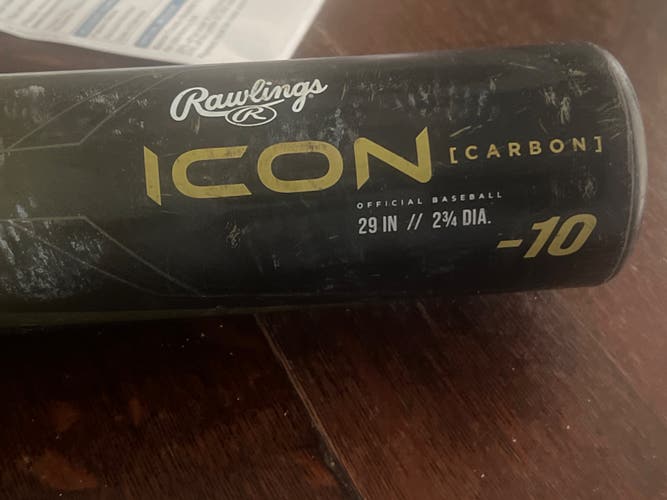 Rawlings
R
ICON [CARBON]
OFFICIAL BASEBALL
29 IN // 2¾ DIA.
-10